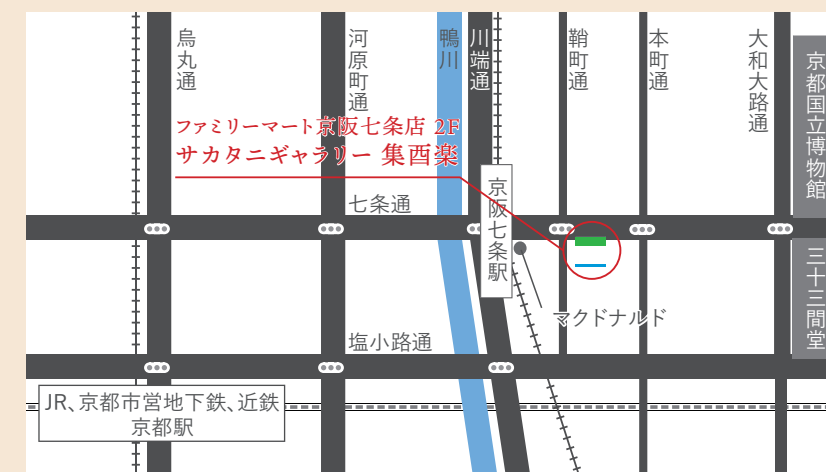 烏丸通
河原町通
鴨川
川端通
鞘町通
本町通
大和大路通
京都国立博物館
ファミリーマート京阪七条店 2F
サカタニギャラリー 集酉楽
七条通
京阪七条駅
三十三間堂
マクドナルド
塩小路通
JR、京都市営地下鉄、近鉄
京都駅